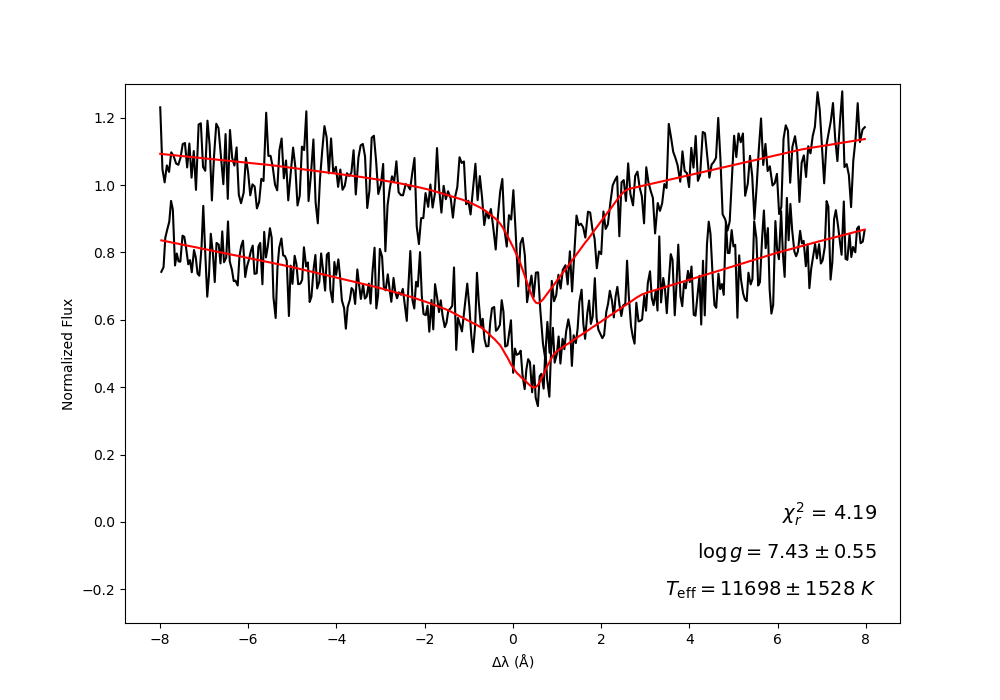 1.2
1.0
0.8
0.6
0.4
0.2
0.0
−0.2
Normalized Flux
χ²ᵣ = 4.19
log g = 7.43 ± 0.55
T_eff = 11698 ± 1528 K
−8 −6 −4 −2 0 2 4 6 8
Δλ (Å)